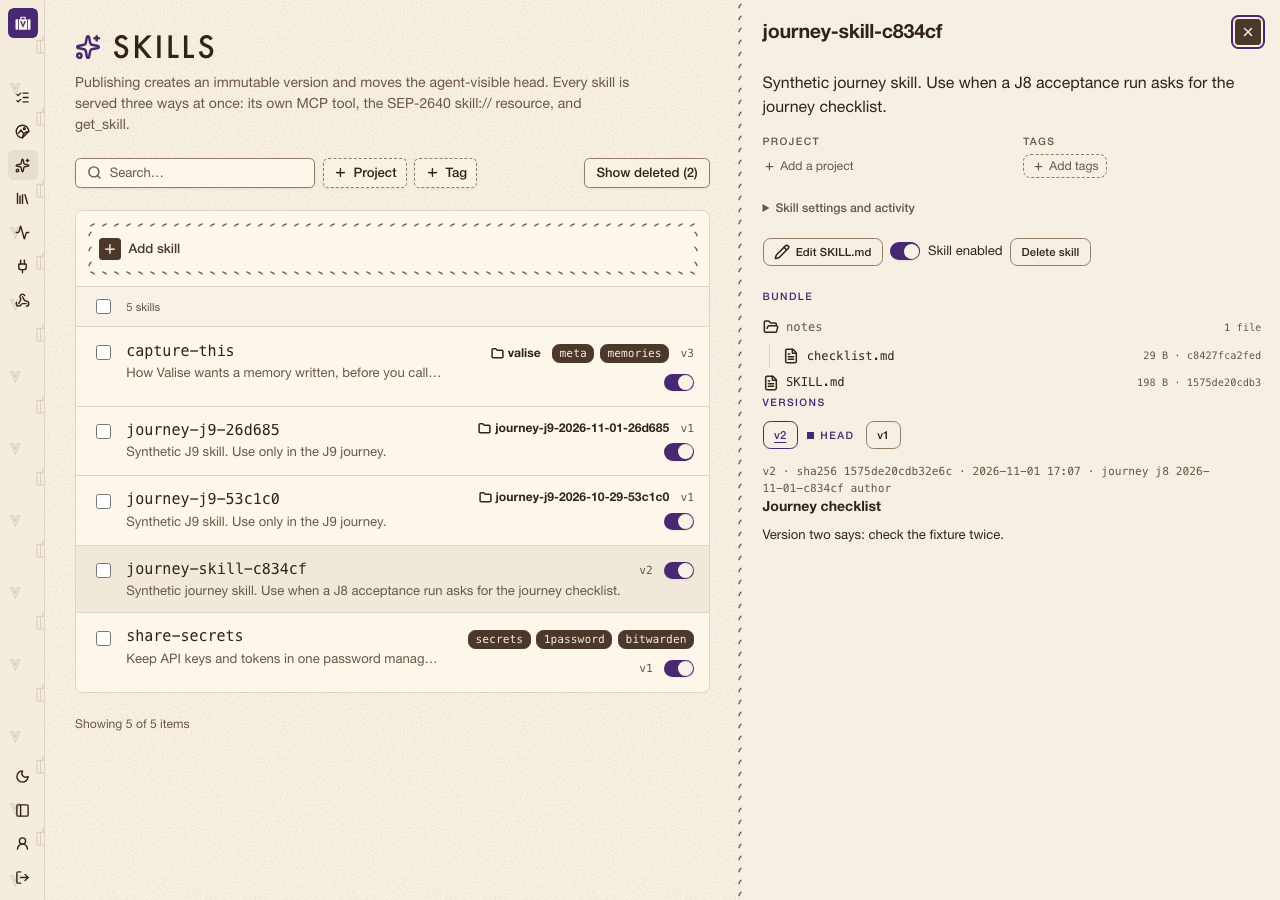 SKILLS
Publishing creates an immutable version and moves the agent-visible head. Every skill is
served three ways at once: its own MCP tool, the SEP-2640 skill:// resource, and
get_skill.
Search…
Project
Tag
Show deleted (2)
Add skill
5 skills
capture-this
valise
meta
memories
v3
How Valise wants a memory written, before you call…
journey-j9-26d685
journey-j9-2026-11-01-26d685
v1
Synthetic J9 skill. Use only in the J9 journey.
journey-j9-53c1c0
journey-j9-2026-10-29-53c1c0
v1
Synthetic J9 skill. Use only in the J9 journey.
journey-skill-c834cf
v2
Synthetic journey skill. Use when a J8 acceptance run asks for the journey checklist.
share-secrets
secrets
1password
bitwarden
Keep API keys and tokens in one password manag…
v1
Showing 5 of 5 items
journey-skill-c834cf
Synthetic journey skill. Use when a J8 acceptance run asks for the
journey checklist.
PROJECT
TAGS
Add a project
Add tags
Skill settings and activity
Edit SKILL.md
Skill enabled
Delete skill
BUNDLE
notes
1 file
checklist.md
29 B · c8427fca2fed
SKILL.md
198 B · 1575de20cdb3
VERSIONS
v2
HEAD
v1
v2 · sha256 1575de20cdb32e6c · 2026-11-01 17:07 · journey j8 2026-
11-01-c834cf author
Journey checklist
Version two says: check the fixture twice.